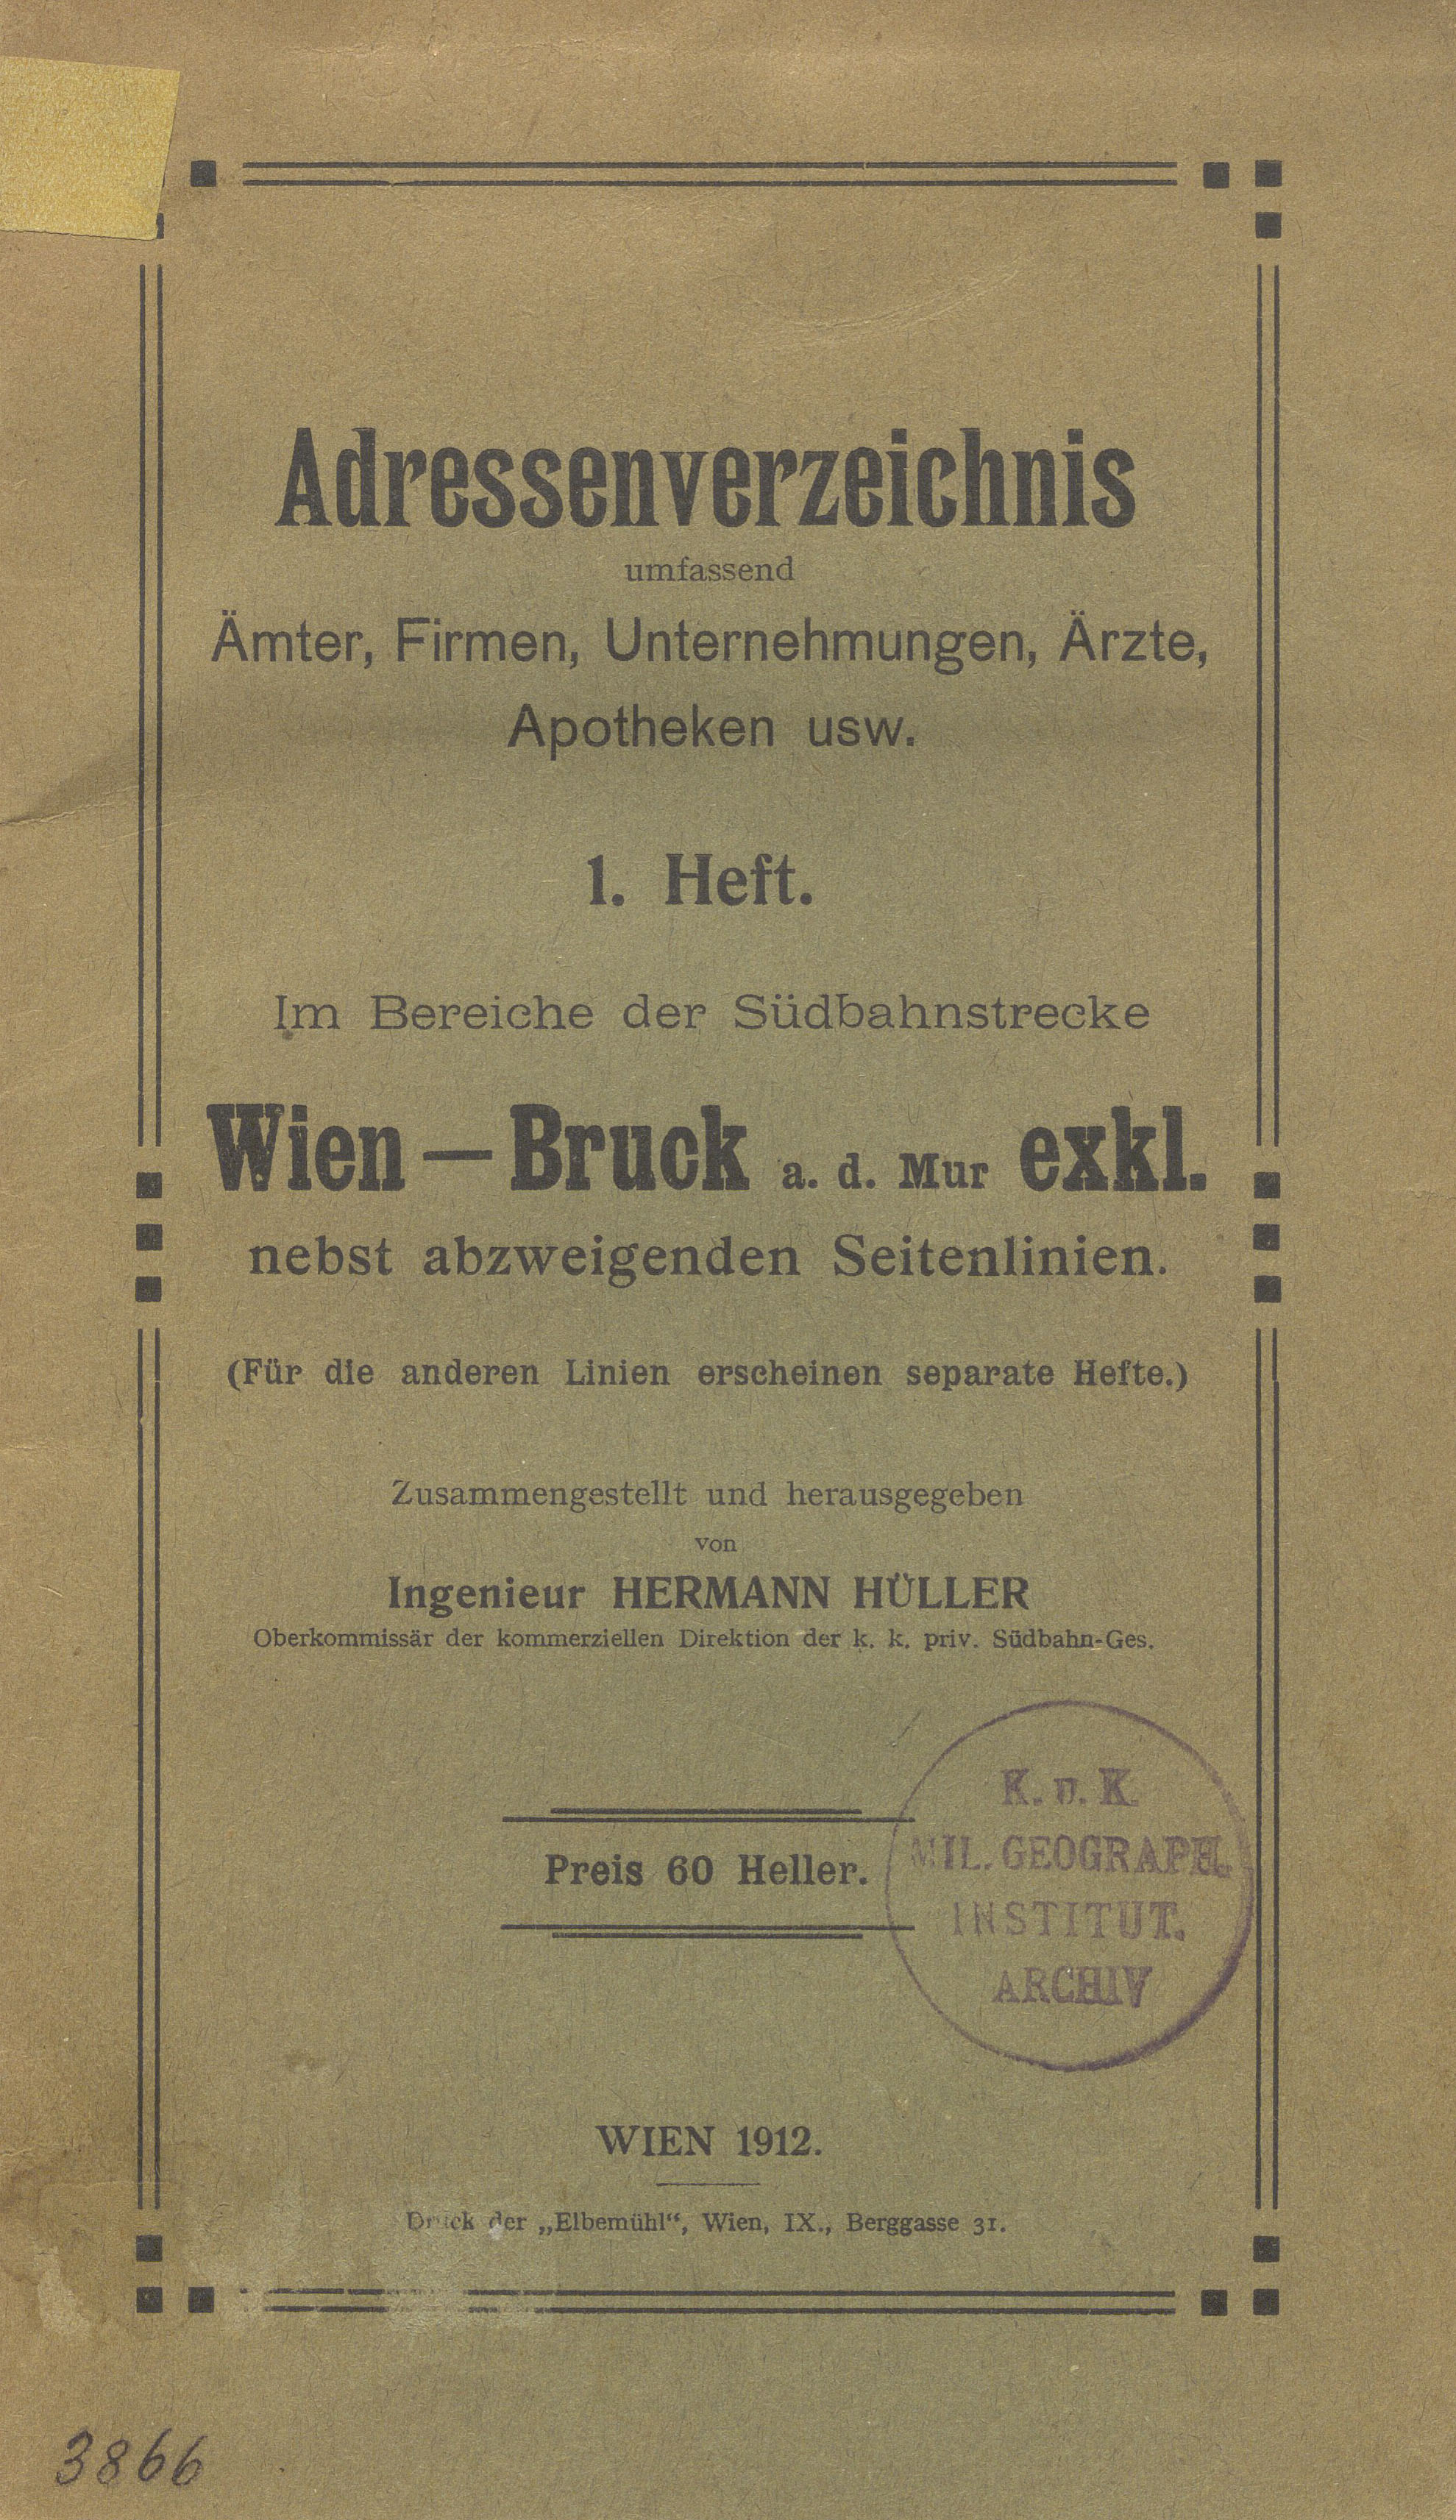 Adressenverzeichnis
umfassend
Ämter, Firmen, Unternehmungen, Ärzte,
Apotheken usw.
1. Heft.
Im Bereiche der Südbahnstrecke
Wien — Bruck a. d. Mur exkl.
nebst abzweigenden Seitenlinien.
(Für die anderen Linien erscheinen separate Hefte.)
Zusammengestellt und herausgegeben
von
Ingenieur HERMANN HÜLLER
Oberkommissär der kommerziellen Direktion der k. k. priv. Südbahn-Ges.
Preis 60 Heller.
K. u. K.
MIL. GEOGRAPH.
INSTITUT.
ARCHIV
WIEN 1912.
Druck der „Elbemühl“, Wien, IX., Berggasse 31.
3866